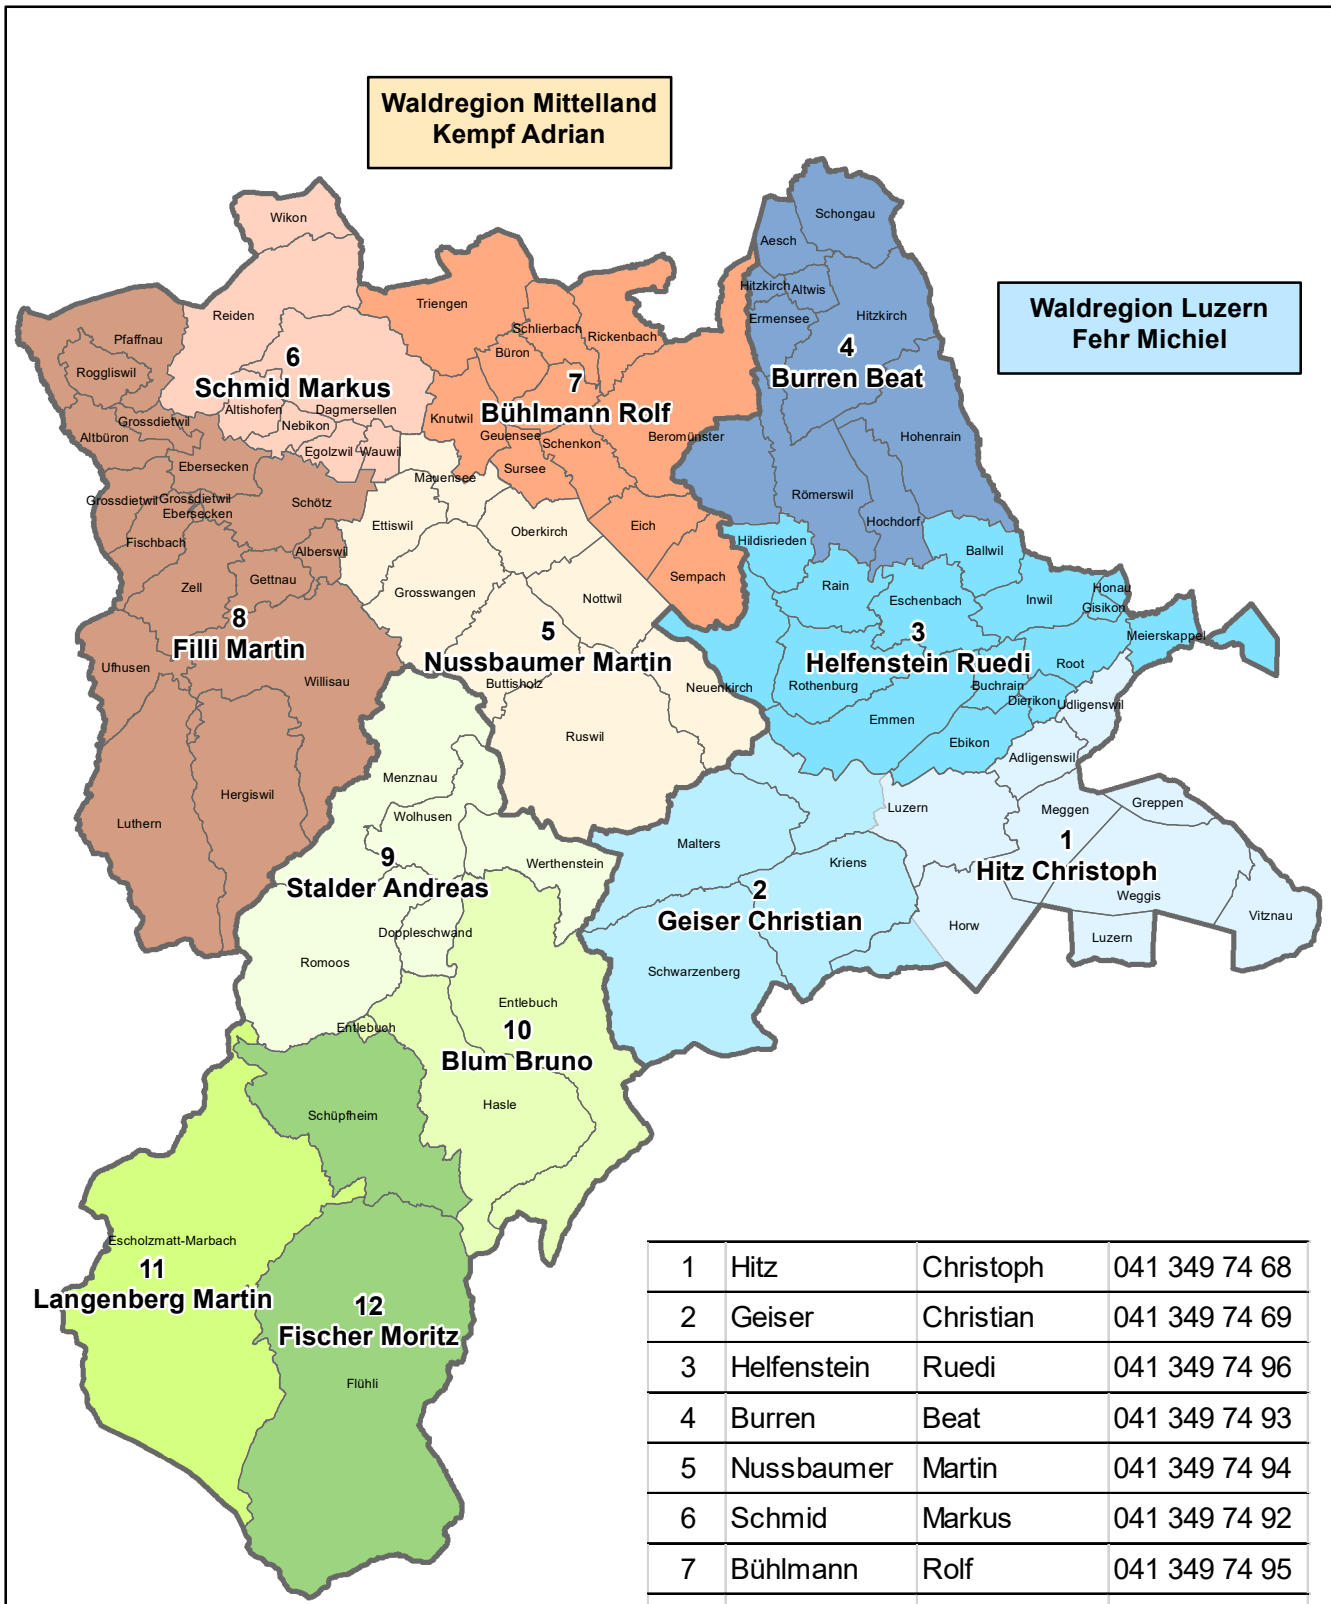 Waldregion Mittelland
Kempf Adrian
Waldregion Luzern
Fehr Michiel
Wikon
Reiden
Pfaffnau
Roggliswil
6
Schmid Markus
Altishofen
Dagmersellen
Nebikon
Egolzwil
Wauwil
Grossdietwil
Altbüron
Ebersecken
Grossdietwil
Grossdietwil
Ebersecken
Schötz
Fischbach
Alberswil
Zell
Gettnau
8
Filli Martin
Ufhusen
Willisau
Hergiswil
Luthern
Triengen
Schlierbach
Rickenbach
Büron
7
Bühlmann Rolf
Knutwil
Geuensee
Schenkon
Beromünster
Sursee
Eich
Sempach
Mauensee
Ettiswil
Oberkirch
Grosswangen
Nottwil
5
Nussbaumer Martin
Buttisholz
Neuenkirch
Ruswil
Schongau
Aesch
Hitzkirch
Altwis
Ermensee
Hitzkirch
4
Burren Beat
Hohenrain
Römerswil
Hochdorf
Hildisrieden
Ballwil
Rain
Eschenbach
Inwil
Honau
Gisikon
Meierskappel
3
Helfenstein Ruedi
Root
Rothenburg
Buchrain
Dierikon
Udligenswil
Emmen
Ebikon
Adligenswil
Luzern
Meggen
Greppen
1
Hitz Christoph
Weggis
Vitznau
Horw
Luzern
Malters
Kriens
2
Geiser Christian
Schwarzenberg
Menznau
Wolhusen
9
Stalder Andreas
Werthenstein
Doppleschwand
Romoos
Entlebuch
Entlebuch
10
Blum Bruno
Hasle
Schüpfheim
Escholzmatt-Marbach
11
Langenberg Martin
12
Fischer Moritz
Flühli
1 Hitz Christoph 041 349 74 68
2 Geiser Christian 041 349 74 69
3 Helfenstein Ruedi 041 349 74 96
4 Burren Beat 041 349 74 93
5 Nussbaumer Martin 041 349 74 94
6 Schmid Markus 041 349 74 92
7 Bühlmann Rolf 041 349 74 95